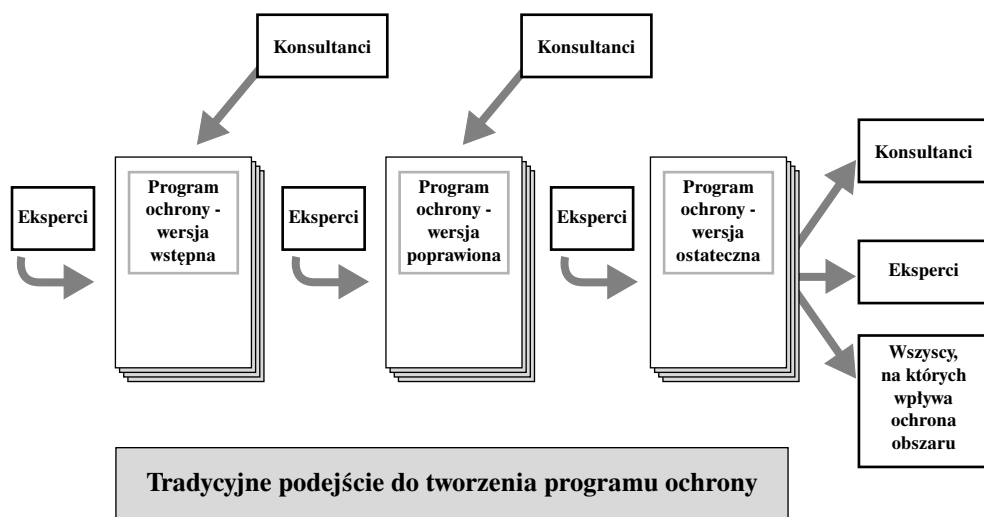 Konsultanci
Konsultanci
Eksperci
Program
ochrony -
wersja
wstępna
Eksperci
Program
ochrony -
wersja
poprawiona
Eksperci
Program
ochrony -
wersja
ostateczna
Konsultanci
Eksperci
Wszyscy,
na których
wpływa
ochrona
obszaru
Tradycyjne podejście do tworzenia programu ochrony